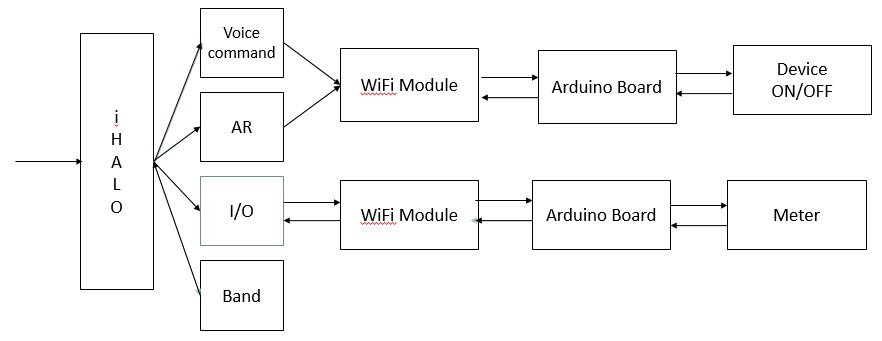 i
H
A
L
O
Voice
command
AR
I/O
Band
WiFi Module
Arduino Board
Device
ON/OFF
WiFi Module
Arduino Board
Meter